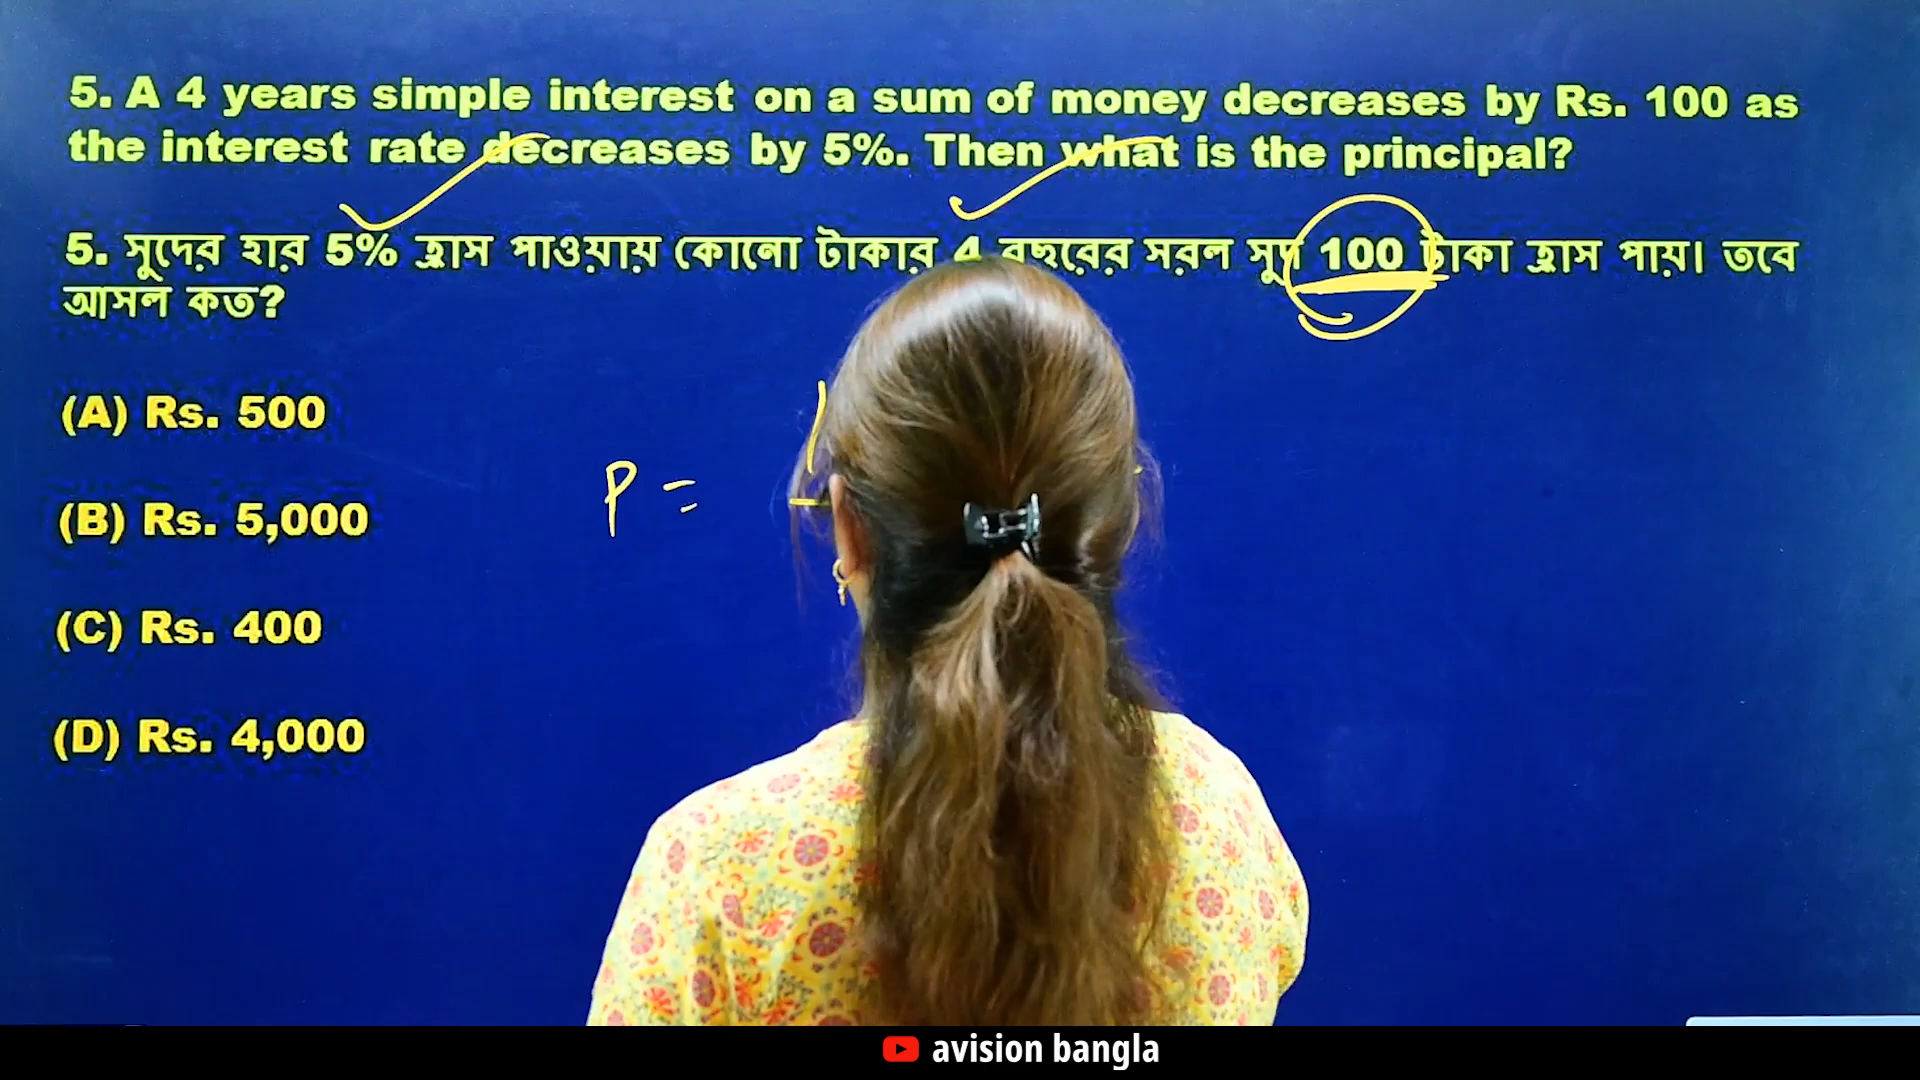 5. A 4 years simple interest on a sum of money decreases by Rs. 100 as
the interest rate decreases by 5%. Then what is the principal?
5. সুদের হার 5% হ্রাস পাওয়ায় কোনো টাকার 4 বছরের সরল সুদ 100 টাকা হ্রাস পায়। তবে
আসল কত?
(A) Rs. 500
P =
(B) Rs. 5,000
(C) Rs. 400
(D) Rs. 4,000
avision bangla